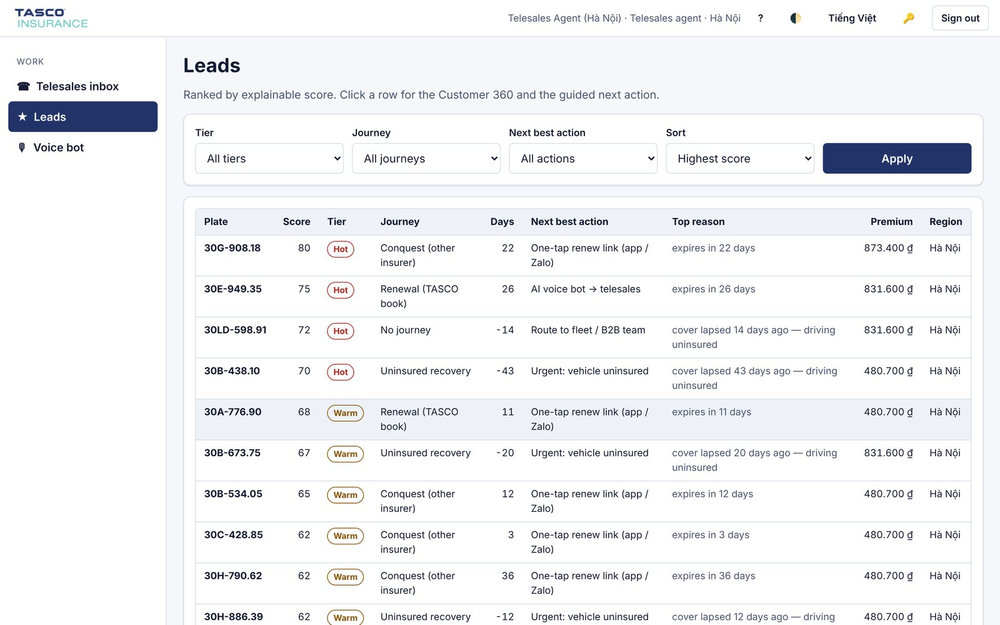 TASCO
INSURANCE
Telesales Agent (Hà Nội) · Telesales agent · Hà Nội
?
Tiếng Việt
Sign out
WORK
Telesales inbox
Leads
Voice bot
Leads
Ranked by explainable score. Click a row for the Customer 360 and the guided next action.
Tier Journey Next best action Sort
All tiers All journeys All actions Highest score Apply
Plate Score Tier Journey Days Next best action Top reason Premium Region
30G-908.18 80 Hot Conquest (other 22 One-tap renew link (app / expires in 22 days 873.400 ₫ Hà Nội
insurer) Zalo)
30E-949.35 75 Hot Renewal (TASCO 26 AI voice bot → telesales expires in 26 days 831.600 ₫ Hà Nội
book)
30LD-598.91 72 Hot No journey -14 Route to fleet / B2B team cover lapsed 14 days ago — driving 831.600 ₫ Hà Nội
uninsured
30B-438.10 70 Hot Uninsured recovery -43 Urgent: vehicle uninsured cover lapsed 43 days ago — driving 480.700 ₫ Hà Nội
uninsured
30A-776.90 68 Warm Renewal (TASCO 11 One-tap renew link (app / expires in 11 days 480.700 ₫ Hà Nội
book) Zalo)
30B-673.75 67 Warm Uninsured recovery -20 Urgent: vehicle uninsured cover lapsed 20 days ago — driving 831.600 ₫ Hà Nội
uninsured
30B-534.05 65 Warm Conquest (other 12 One-tap renew link (app / expires in 12 days 480.700 ₫ Hà Nội
insurer) Zalo)
30C-428.85 62 Warm Conquest (other 3 One-tap renew link (app / expires in 3 days 480.700 ₫ Hà Nội
insurer) Zalo)
30H-790.62 62 Warm Conquest (other 36 One-tap renew link (app / expires in 36 days 480.700 ₫ Hà Nội
insurer) Zalo)
30H-886.39 62 Warm Uninsured recovery -12 Urgent: vehicle uninsured cover lapsed 12 days ago — driving 480.700 ₫ Hà Nội